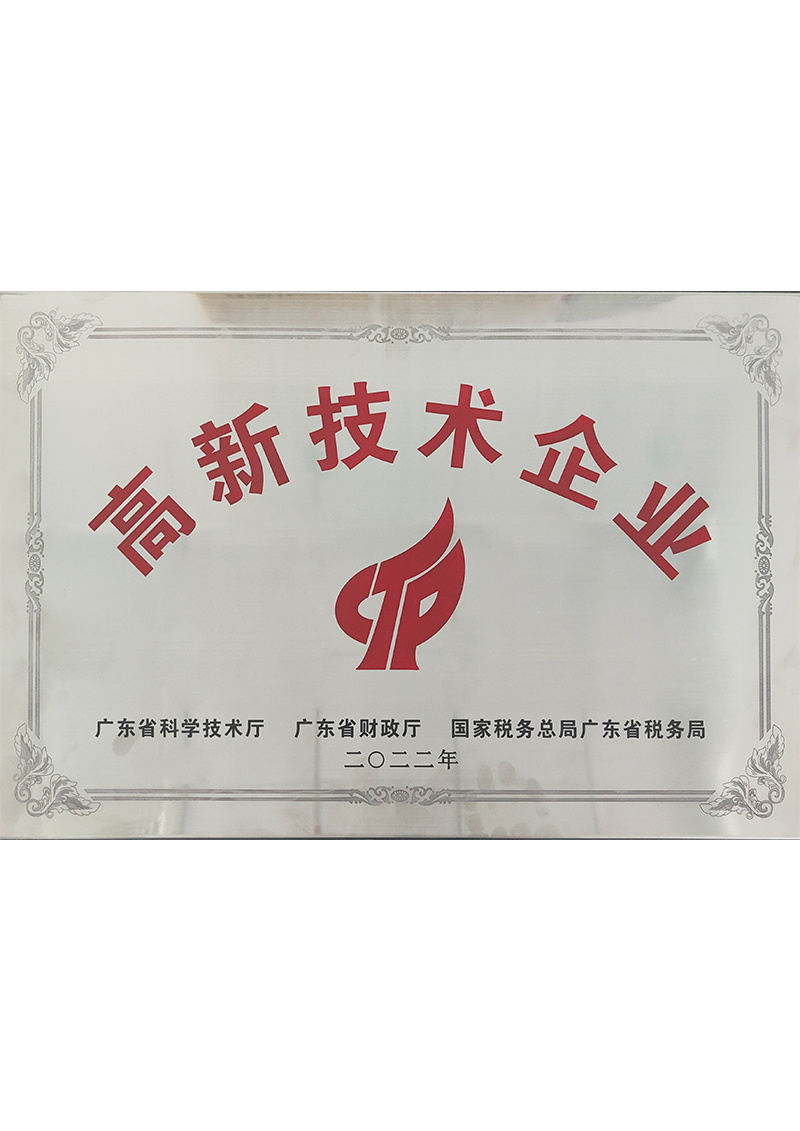 高新技术企业
广东省科学技术厅 广东省财政厅 国家税务总局广东省税务局
二〇二二年